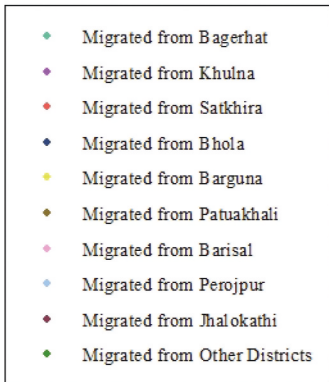 Migrated from Bagerhat
Migrated from Khulna
Migrated from Satkhira
Migrated from Bhola
Migrated from Barguna
Migrated from Patuakhali
Migrated from Barisal
Migrated from Perojpur
Migrated from Jhalokathi
Migrated from Other Districts